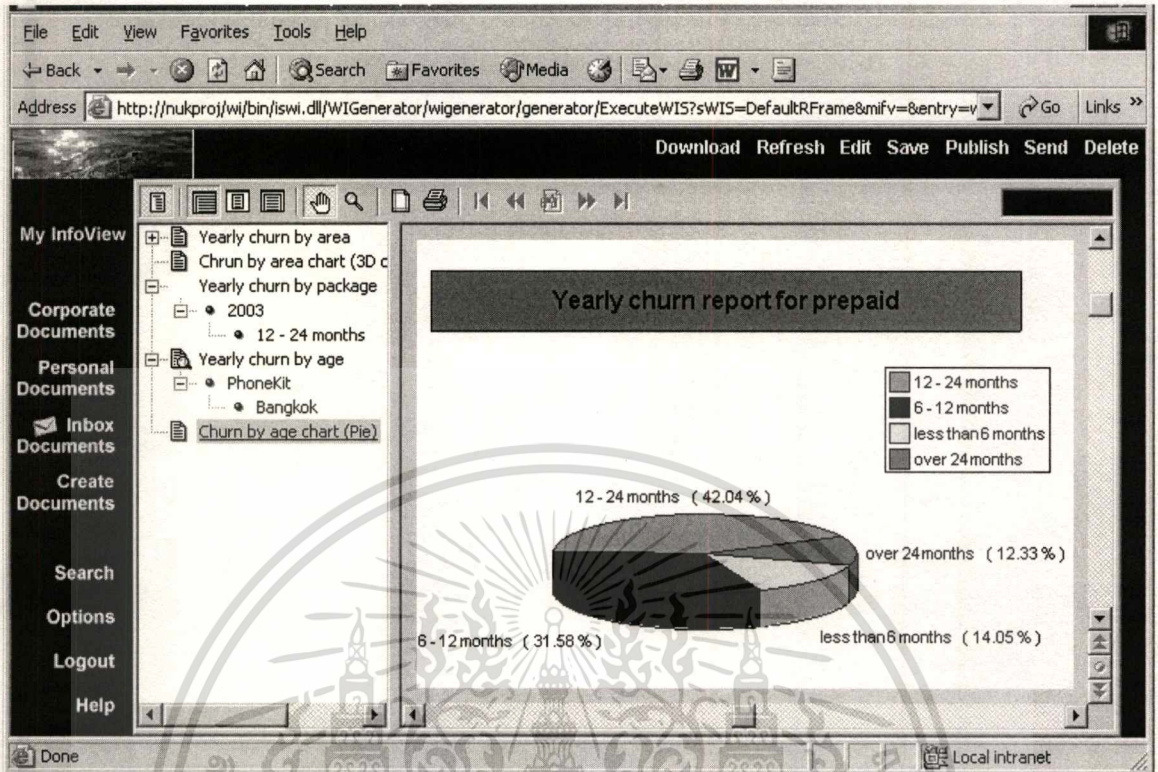 File Edit View Favorites Tools Help
Back Search Favorites Media
Address http://nukproj/wi/bin/iswi.dll/WIGenerator/wigenerator/generator/ExecuteWIS?sWIS=DefaultRFrame&mifv=&entry=v Go Links »
Download Refresh Edit Save Publish Send Delete
My InfoView
Corporate
Documents
Personal
Documents
Inbox
Documents
Create
Documents
Search
Options
Logout
Help
Yearly churn by area
Chrun by area chart (3D c
Yearly churn by package
2003
12 - 24 months
Yearly churn by age
PhoneKit
Bangkok
Churn by age chart (Pie)
Yearly churn report for prepaid
12 - 24 months
6 - 12 months
less than 6 months
over 24 months
12 - 24 months ( 42.04 % )
over 24 months ( 12.33 % )
6 - 12 months ( 31.58 % )
less than 6 months ( 14.05 % )
Done
Local intranet